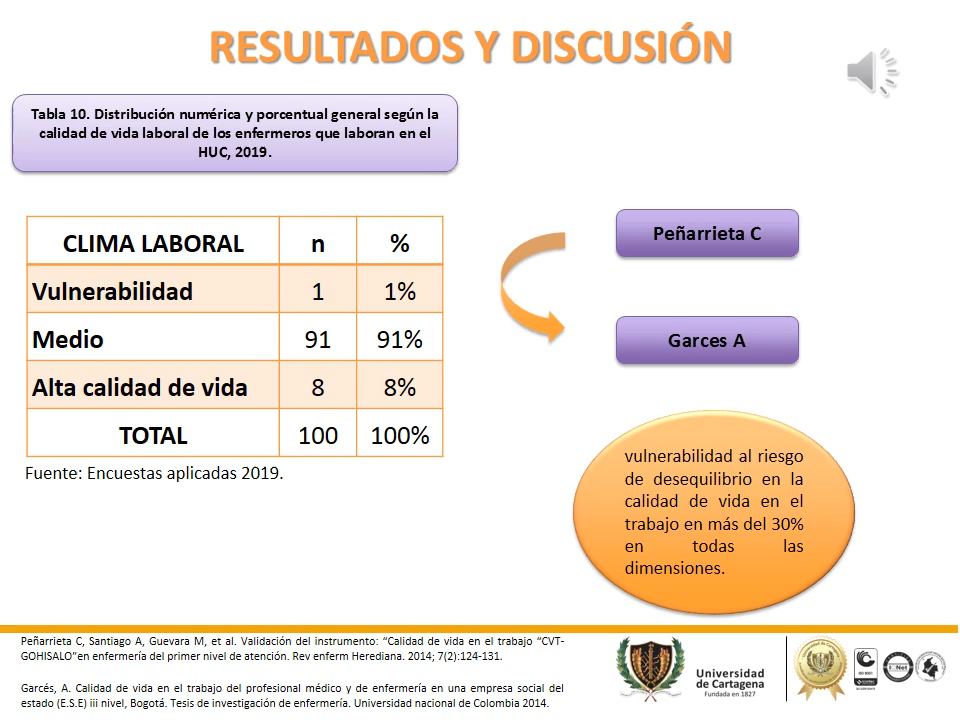 RESULTADOS Y DISCUSIÓN
Tabla 10. Distribución numérica y porcentual general según la
calidad de vida laboral de los enfermeros que laboran en el
HUC, 2019.
CLIMA LABORAL n %
Vulnerabilidad 1 1%
Medio 91 91%
Alta calidad de vida 8 8%
TOTAL 100 100%
Fuente: Encuestas aplicadas 2019.
Peñarrieta C
Garces A
vulnerabilidad al riesgo
de desequilibrio en la
calidad de vida en el
trabajo en más del 30%
en todas las
dimensiones.
Peñarrieta C, Santiago A, Guevara M, et al. Validación del instrumento: “Calidad de vida en el trabajo “CVT-
GOHISALO”en enfermería del primer nivel de atención. Rev enferm Herediana. 2014; 7(2):124-131.
Garcés, A. Calidad de vida en el trabajo del profesional médico y de enfermería en una empresa social del
estado (E.S.E) iii nivel, Bogotá. Tesis de investigación de enfermería. Universidad nacional de Colombia 2014.
Universidad
de Cartagena
Fundada en 1827